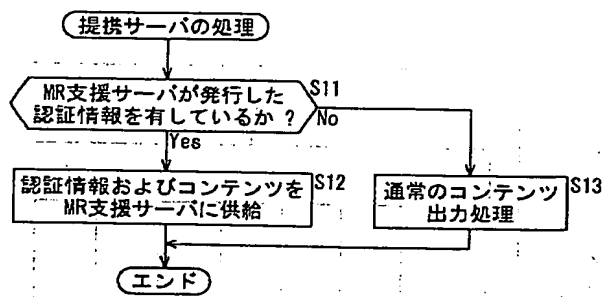 提携サーバの処理
S11
MR支援サーバが発行した
認証情報を有しているか ?
No
Yes
認証情報およびコンテンツを
MR支援サーバに供給
S12
通常のコンテンツ
出力処理
S13
エンド